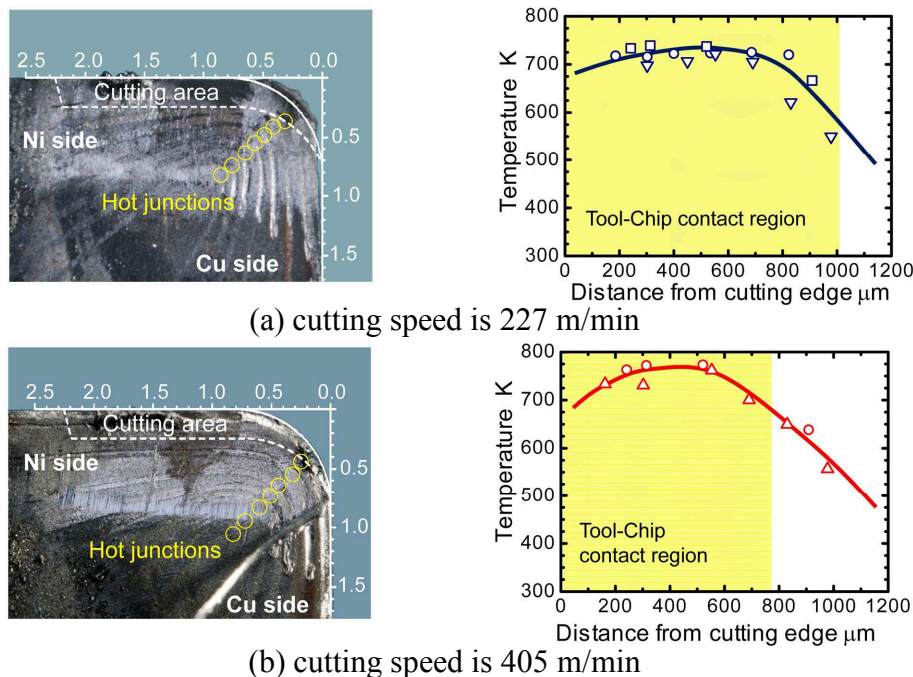 2.5 2.0 1.5 1.0 0.5 0.0
Cutting area
0.5
Ni side
Hot junctions
1.0
Cu side
1.5
800
700
600
500
400
300
Temperature K
Tool-Chip contact region
0 200 400 600 800 1000 1200
Distance from cutting edge μm
(a) cutting speed is 227 m/min
2.5 2.0 1.5 1.0 0.5 0.0
Cutting area
Ni side
0.5
1.0
Hot junctions
1.5
Cu side
800
700
600
500
400
300
Temperature K
Tool-Chip
contact region
0 200 400 600 800 1000 1200
Distance from cutting edge μm
(b) cutting speed is 405 m/min